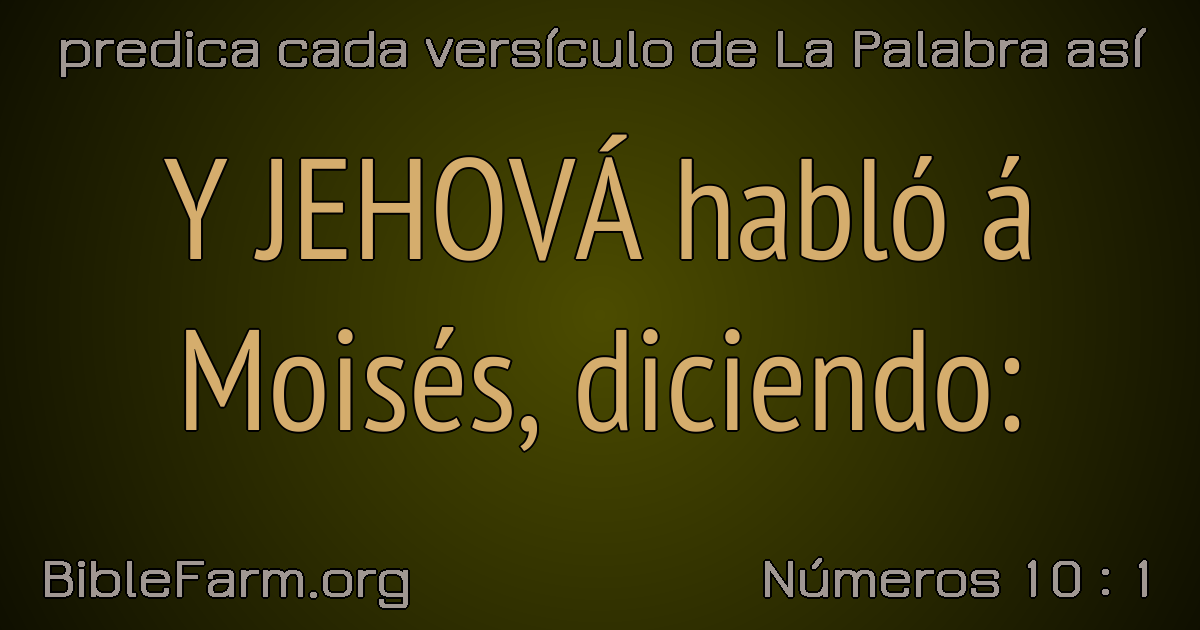 predica cada versículo de La Palabra así
Y JEHOVÁ habló á
Moisés, diciendo:
BibleFarm.org
Números 10 : 1